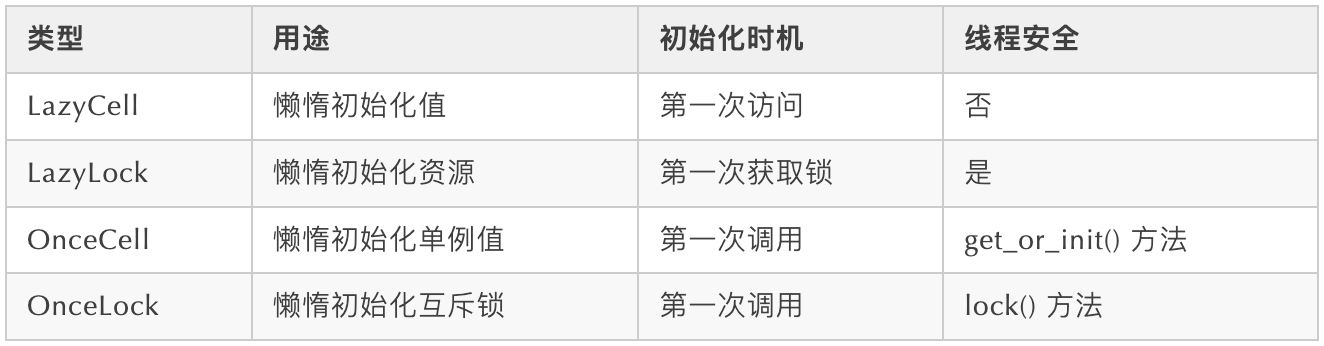 类型 用途 初始化时机 线程安全
LazyCell 懒惰初始化值 第一次访问 否
LazyLock 懒惰初始化资源 第一次获取锁 是
OnceCell 懒惰初始化单例值 第一次调用 get_or_init() 方法
OnceLock 懒惰初始化互斥锁 第一次调用 lock() 方法